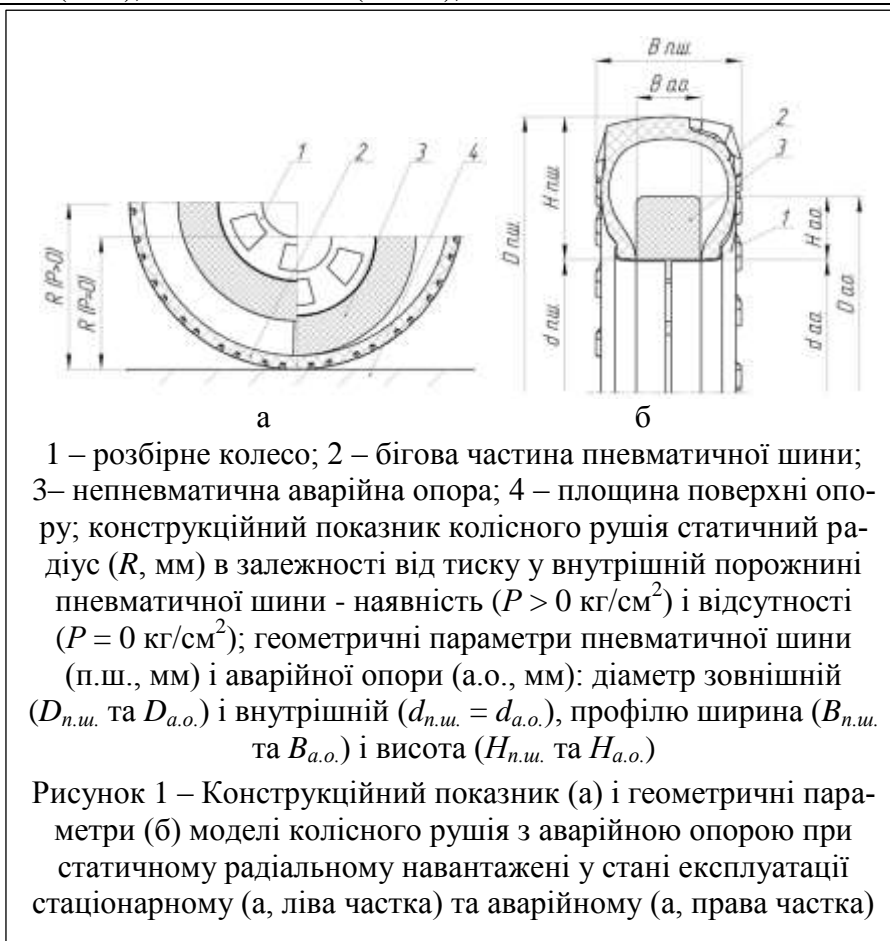 B п.ш.
B а.о.
1 2 3 4
2
3
1
R (P>0)
R (P=0)
D п.ш.
H п.ш.
d п.ш.
H а.о.
D а.о.
d а.о.
а б
1 – розбірне колесо; 2 – бігова частина пневматичної шини;
3– непневматична аварійна опора; 4 – площина поверхні опо-
ру; конструкційний показник колісного рушія статичний ра-
діус (R, мм) в залежності від тиску у внутрішній порожнині
пневматичної шини - наявність (P > 0 кг/см²) і відсутності
(P = 0 кг/см²); геометричні параметри пневматичної шини
(п.ш., мм) і аварійної опори (а.о., мм): діаметр зовнішній
(Dп.ш. та Dа.о.) і внутрішній (dп.ш. = dа.о.), профілю ширина (Bп.ш.
та Bа.о.) і висота (Hп.ш. та Hа.о.)
Рисунок 1 – Конструкційний показник (а) і геометричні пара-
метри (б) моделі колісного рушія з аварійною опорою при
статичному радіальному навантажені у стані експлуатації
стаціонарному (а, ліва частка) та аварійному (а, права частка)